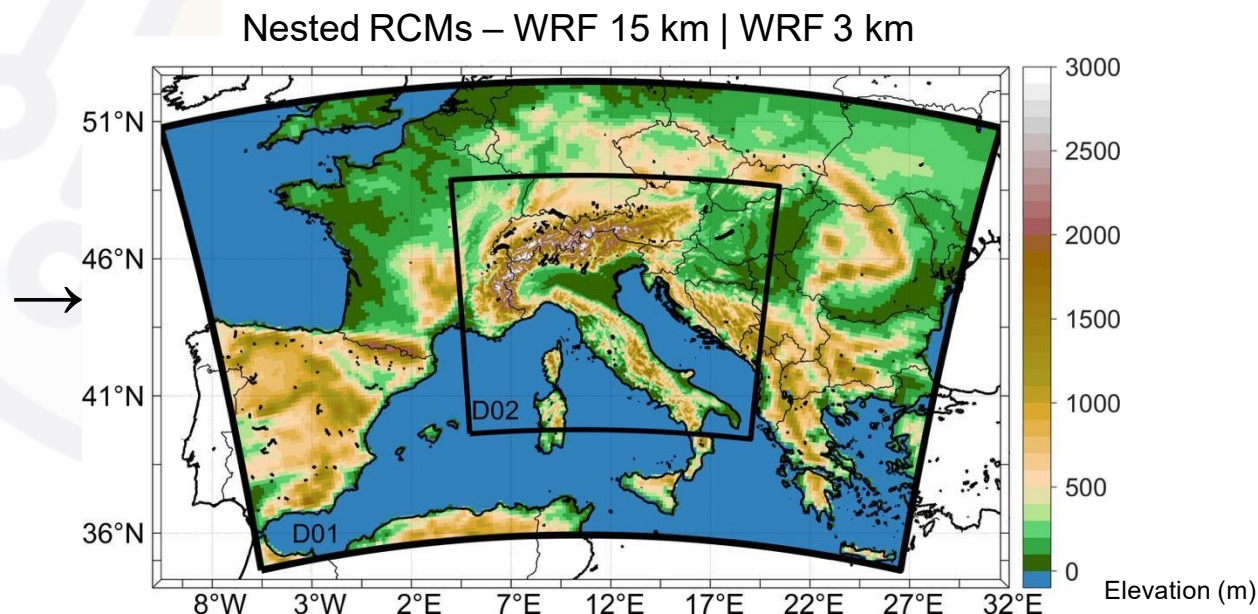 Nested RCMs – WRF 15 km | WRF 3 km
3000
51°N
2500
2000
46°N
→
1500
41°N
D02
1000
500
36°N
D01
0
8°W 3°W 2°E 7°E 12°E 17°E 22°E 27°E 32°E
Elevation (m)